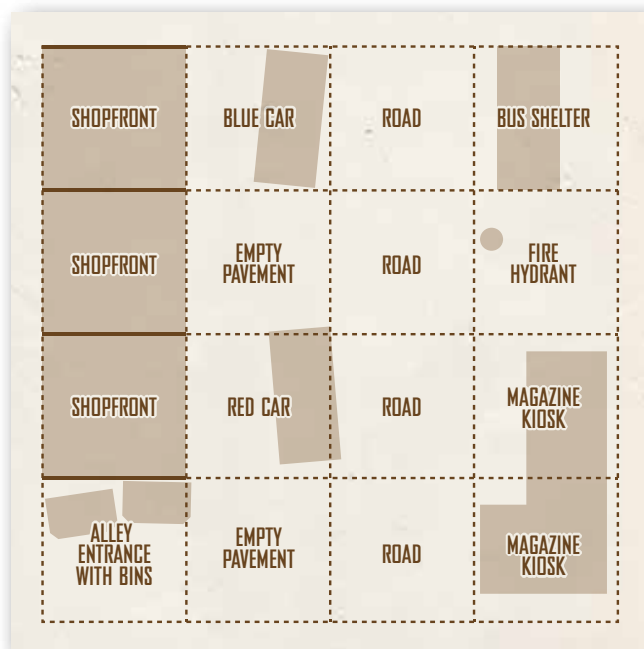 SHOPFRONT
BLUE CAR
ROAD
BUS SHELTER
SHOPFRONT
EMPTY
PAVEMENT
ROAD
FIRE
HYDRANT
SHOPFRONT
RED CAR
ROAD
MAGAZINE
KIOSK
ALLEY
ENTRANCE
WITH BINS
EMPTY
PAVEMENT
ROAD
MAGAZINE
KIOSK